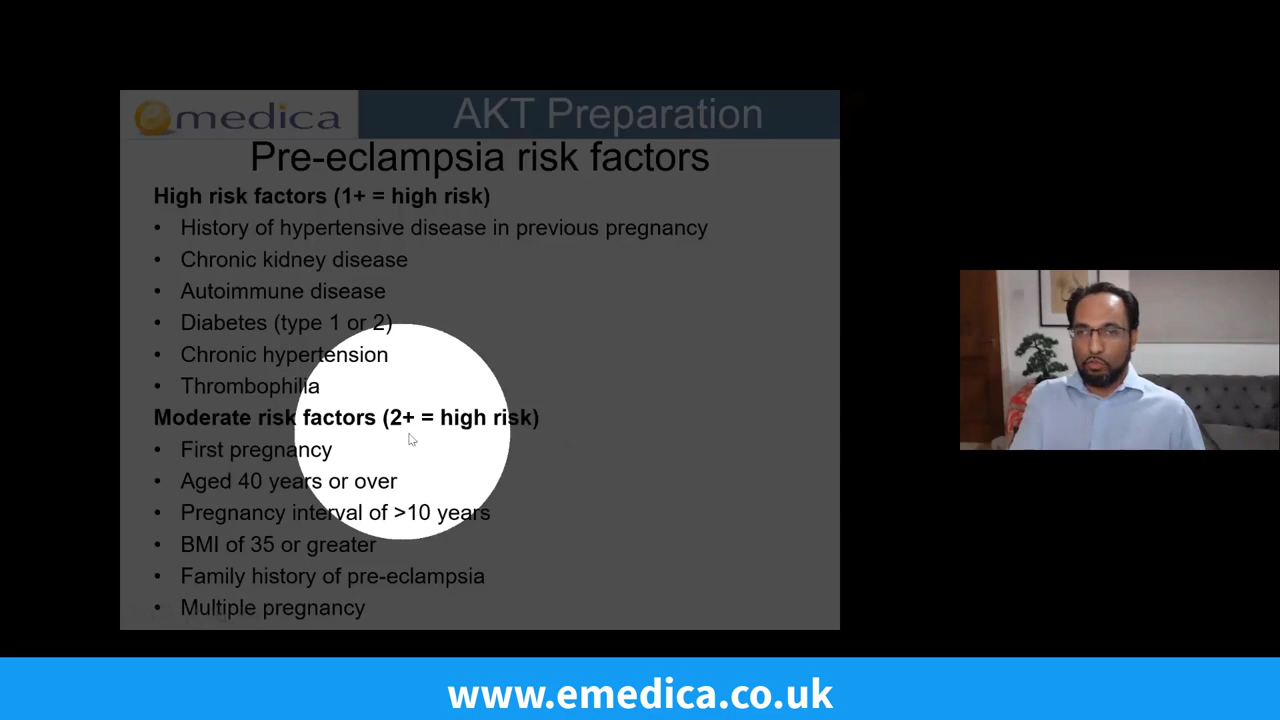 emedica
AKT Preparation
Pre-eclampsia risk factors
High risk factors (1+ = high risk)
• History of hypertensive disease in previous pregnancy
• Chronic kidney disease
• Autoimmune disease
• Diabetes (type 1 or 2)
• Chronic hypertension
• Thrombophilia
Moderate risk factors (2+ = high risk)
• First pregnancy
• Aged 40 years or over
• Pregnancy interval of >10 years
• BMI of 35 or greater
• Family history of pre-eclampsia
• Multiple pregnancy
www.emedica.co.uk